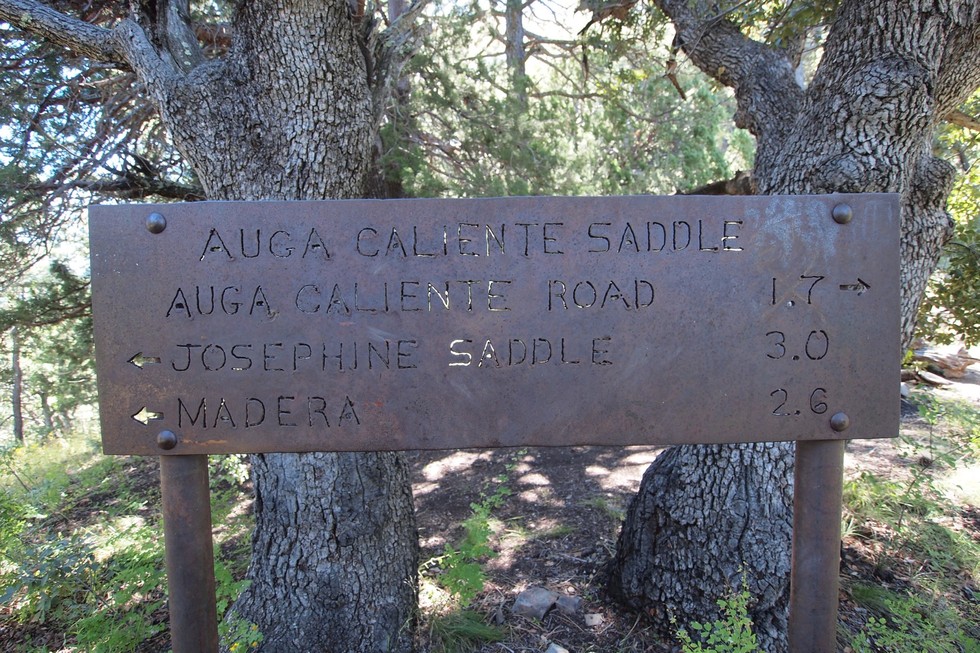 AUGA CALIENTE SADDLE
AUGA CALIENTE ROAD 1.7 →
← JOSEPHINE SADDLE 3.0
← MADERA 2.6